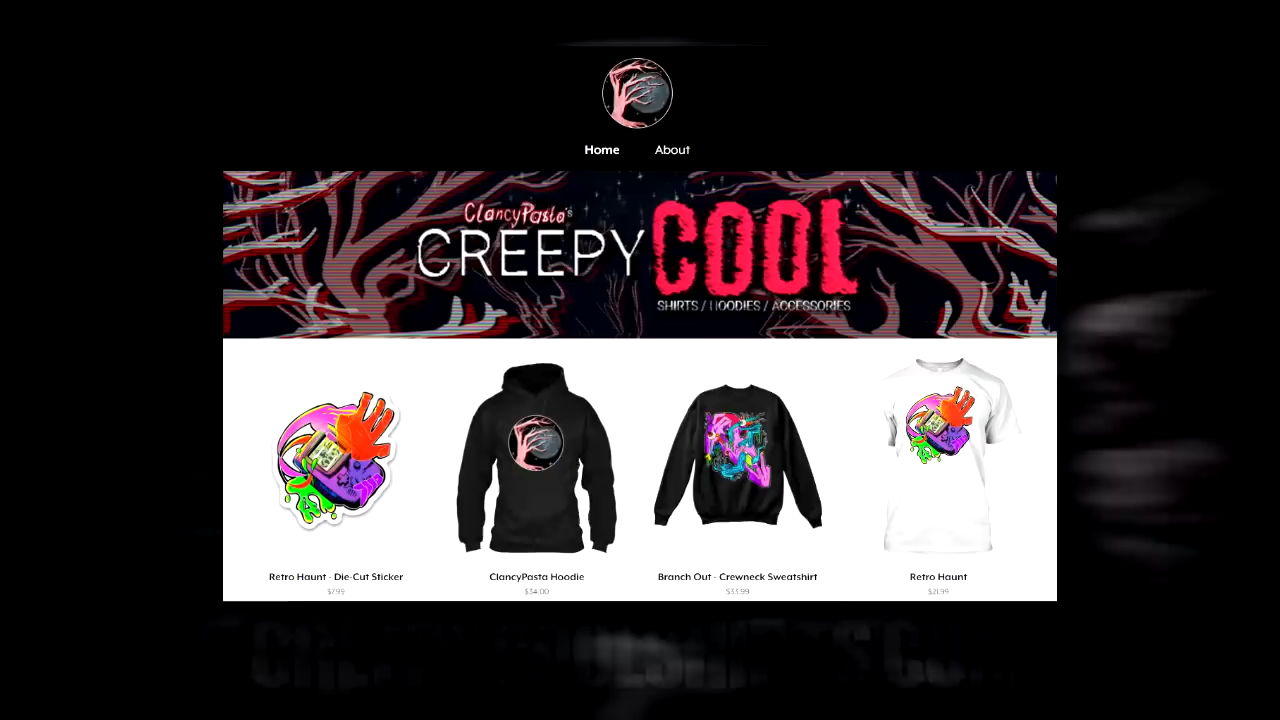 Home About
ClancyPasta's
CREEPY COOL
SHIRTS / HOODIES / ACCESSORIES
Retro Haunt - Die-Cut Sticker ClancyPasta Hoodie Branch Out - Crewneck Sweatshirt Retro Haunt
$7.99 $34.00 $33.99 $21.99